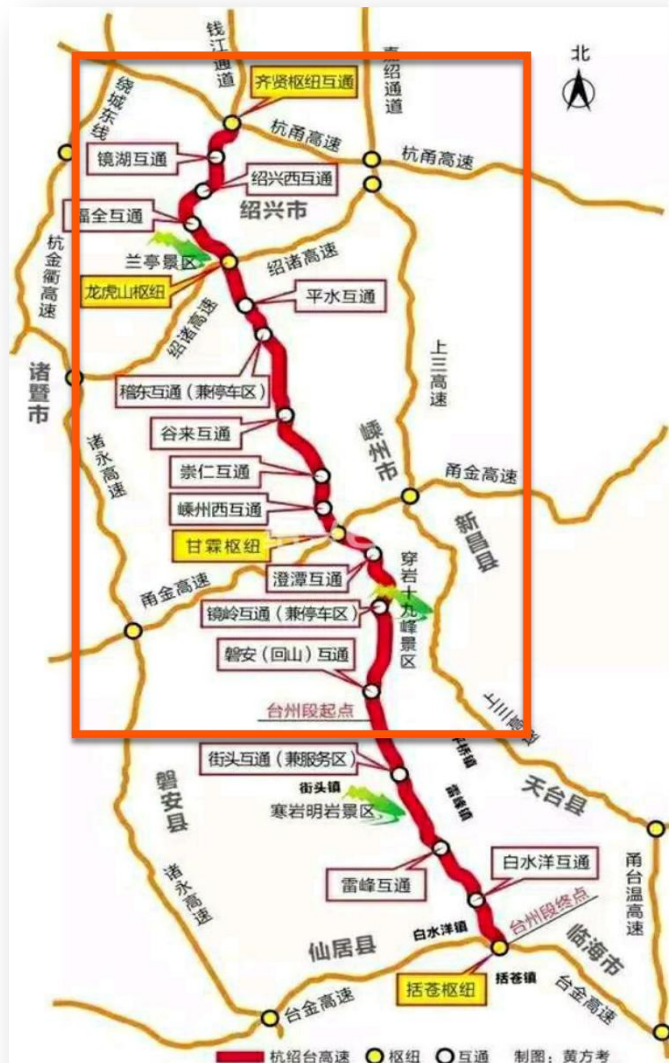 北
钱江通道
嘉绍通道
绕城东线
齐贤枢纽互通
杭甬高速
杭甬高速
镜湖互通
绍兴西互通
绍兴市
福全互通
兰亭景区
绍诸高速
杭金衢高速
龙虎山枢纽
平水互通
绍诸高速
上三高速
诸暨市
稽东互通（兼停车区）
谷来互通
诸永高速
嵊州市
崇仁互通
甬金高速
嵊州西互通
新昌县
甘霖枢纽
澄潭互通
穿岩十九峰景区
甬金高速
镜岭互通（兼停车区）
磐安（回山）互通
台州段起点
上三高速
街头互通（兼服务区）
磐安县
街头镇
雷峰镇
天台县
寒岩明岩景区
雷峰互通
白水洋互通
诸永高速
甬台温高速
台州段终点
白水洋镇
仙居县
临海市
括苍枢纽
括苍镇
台金高速
台金高速
杭绍台高速
枢纽
互通
制图：黄方考